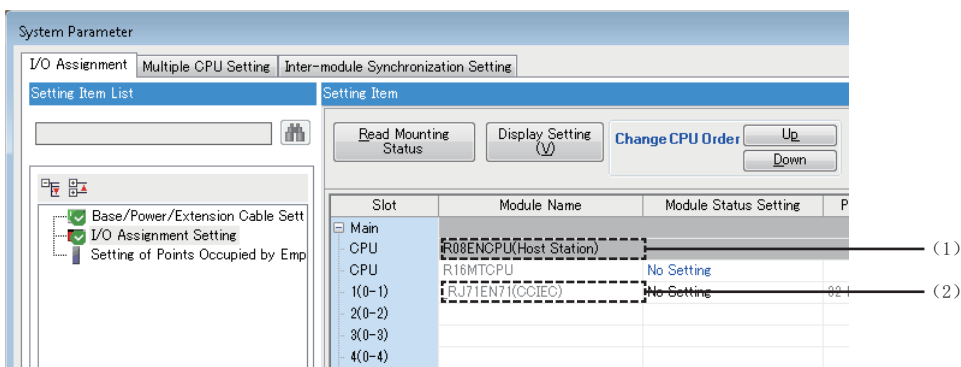 System Parameter
I/O Assignment Multiple CPU Setting Inter-module Synchronization Setting
Setting Item List
Setting Item
Read Mounting Status
Display Setting (V)
Change CPU Order
Up
Down
Base/Power/Extension Cable Sett
I/O Assignment Setting
Setting of Points Occupied by Emp
Slot Module Name Module Status Setting P
Main
CPU R08ENCPU(Host Station) (1)
CPU R16MTCPU No Setting
1(0-1) RJ71EN71(CCIEC) No Setting (2)
2(0-2)
3(0-3)
4(0-4)